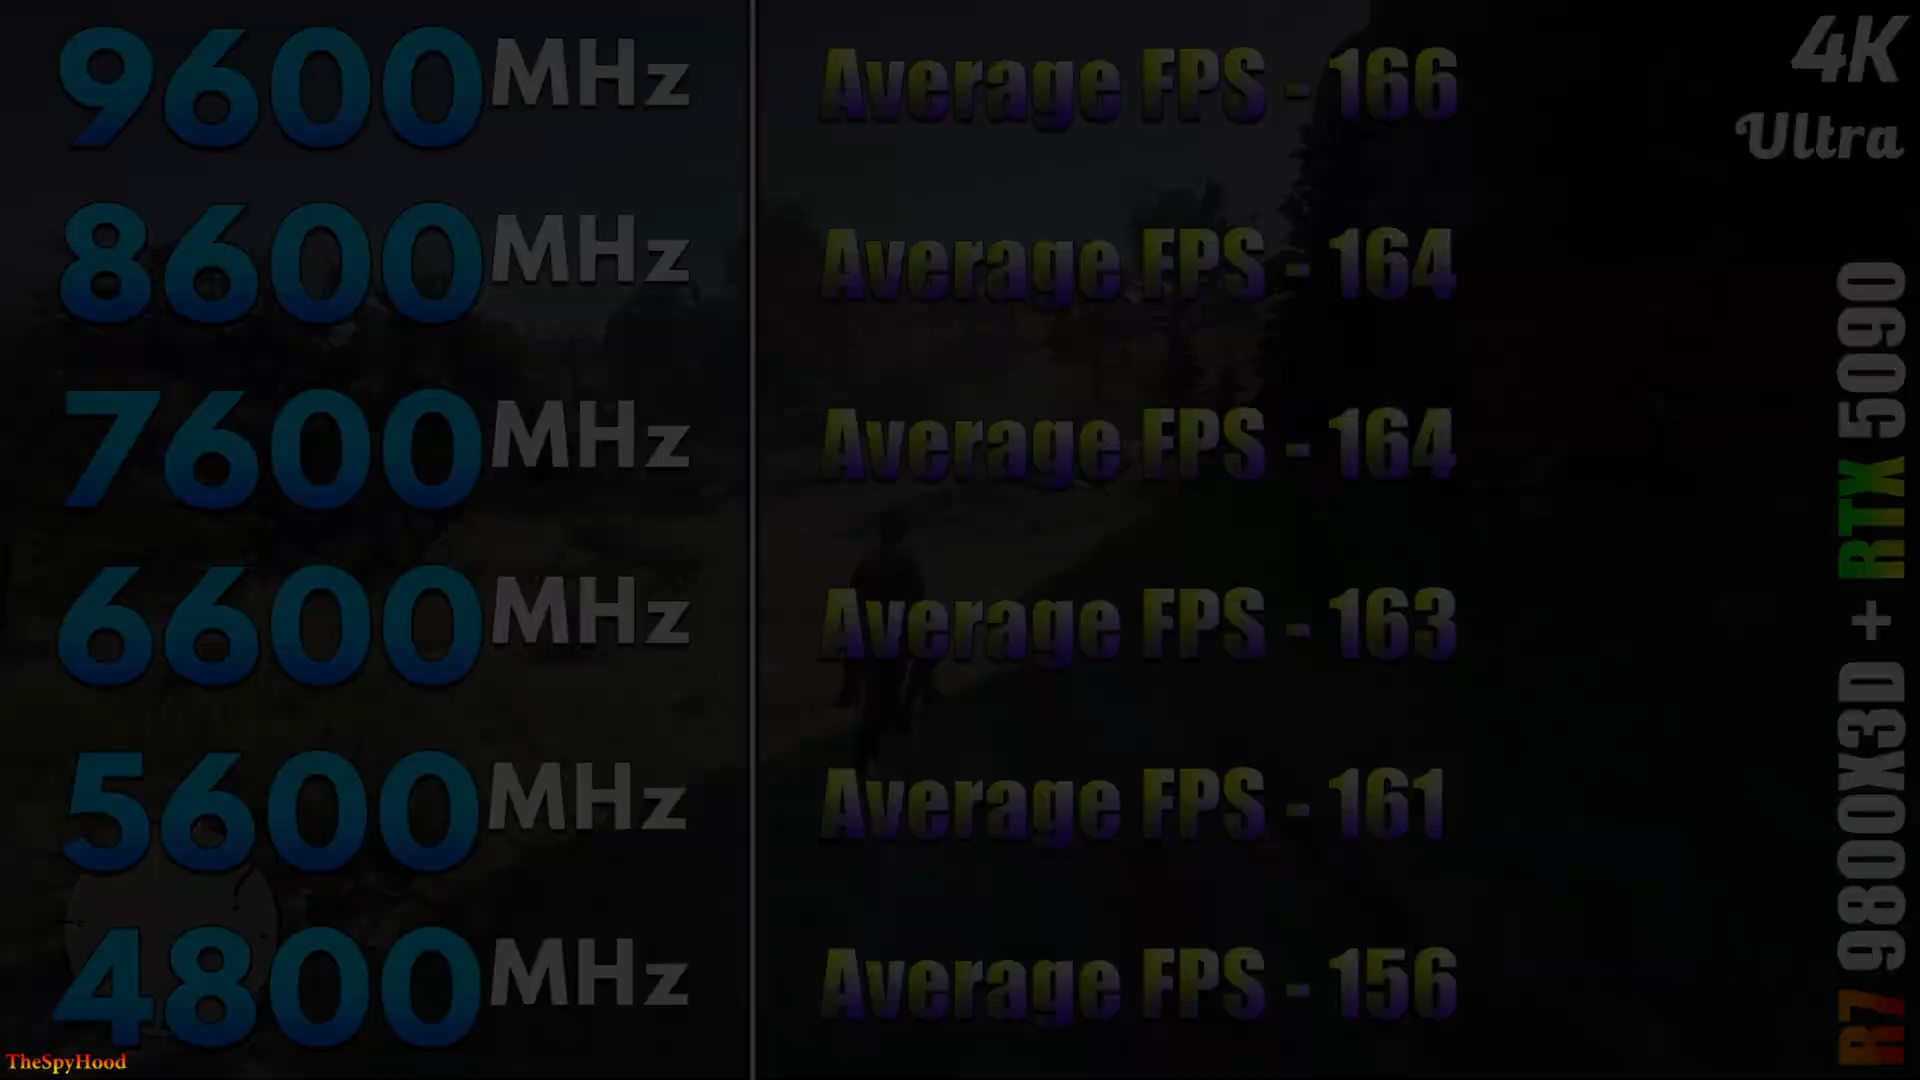 9600MHz Average FPS - 166
8600MHz Average FPS - 164
7600MHz Average FPS - 164
6600MHz Average FPS - 163
5600MHz Average FPS - 161
4800MHz Average FPS - 156
4K
Ultra
R7 9800X3D + RTX 5090
TheSpyHood